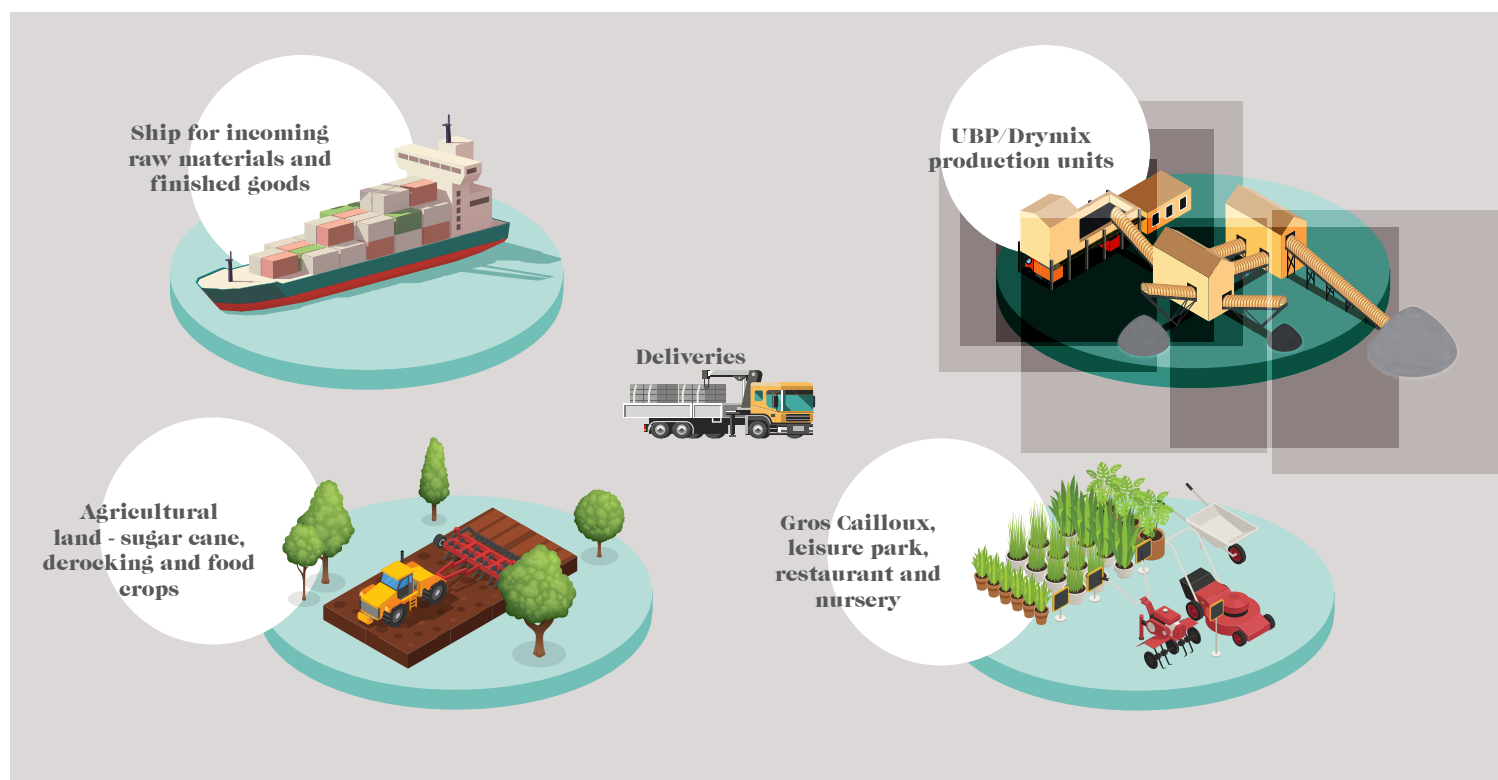 Ship for incoming
raw materials and
finished goods
UBP/Drymix
production units
Deliveries
Agricultural
land - sugar cane,
derocking and food
crops
Gros Cailloux,
leisure park,
restaurant and
nursery